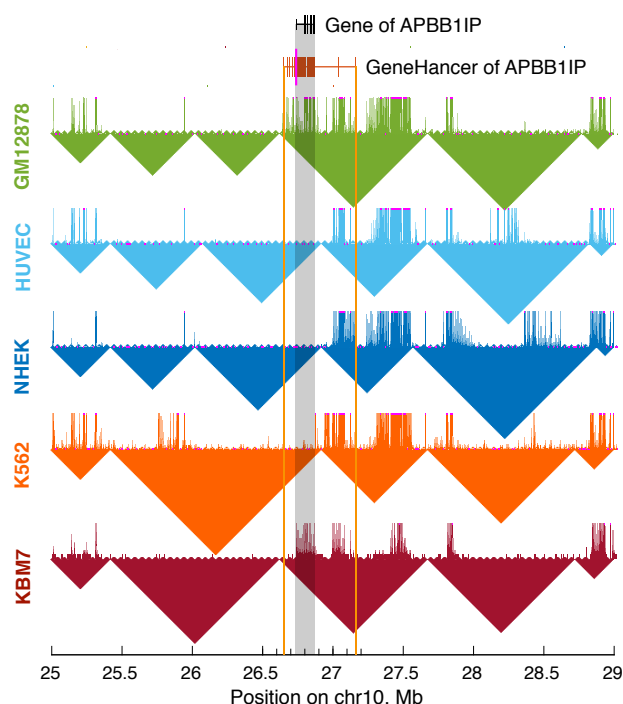 Gene of APBB1IP
GeneHancer of APBB1IP
GM12878
HUVEC
NHEK
K562
KBM7
25 25.5 26 26.5 27 27.5 28 28.5 29
Position on chr10, Mb